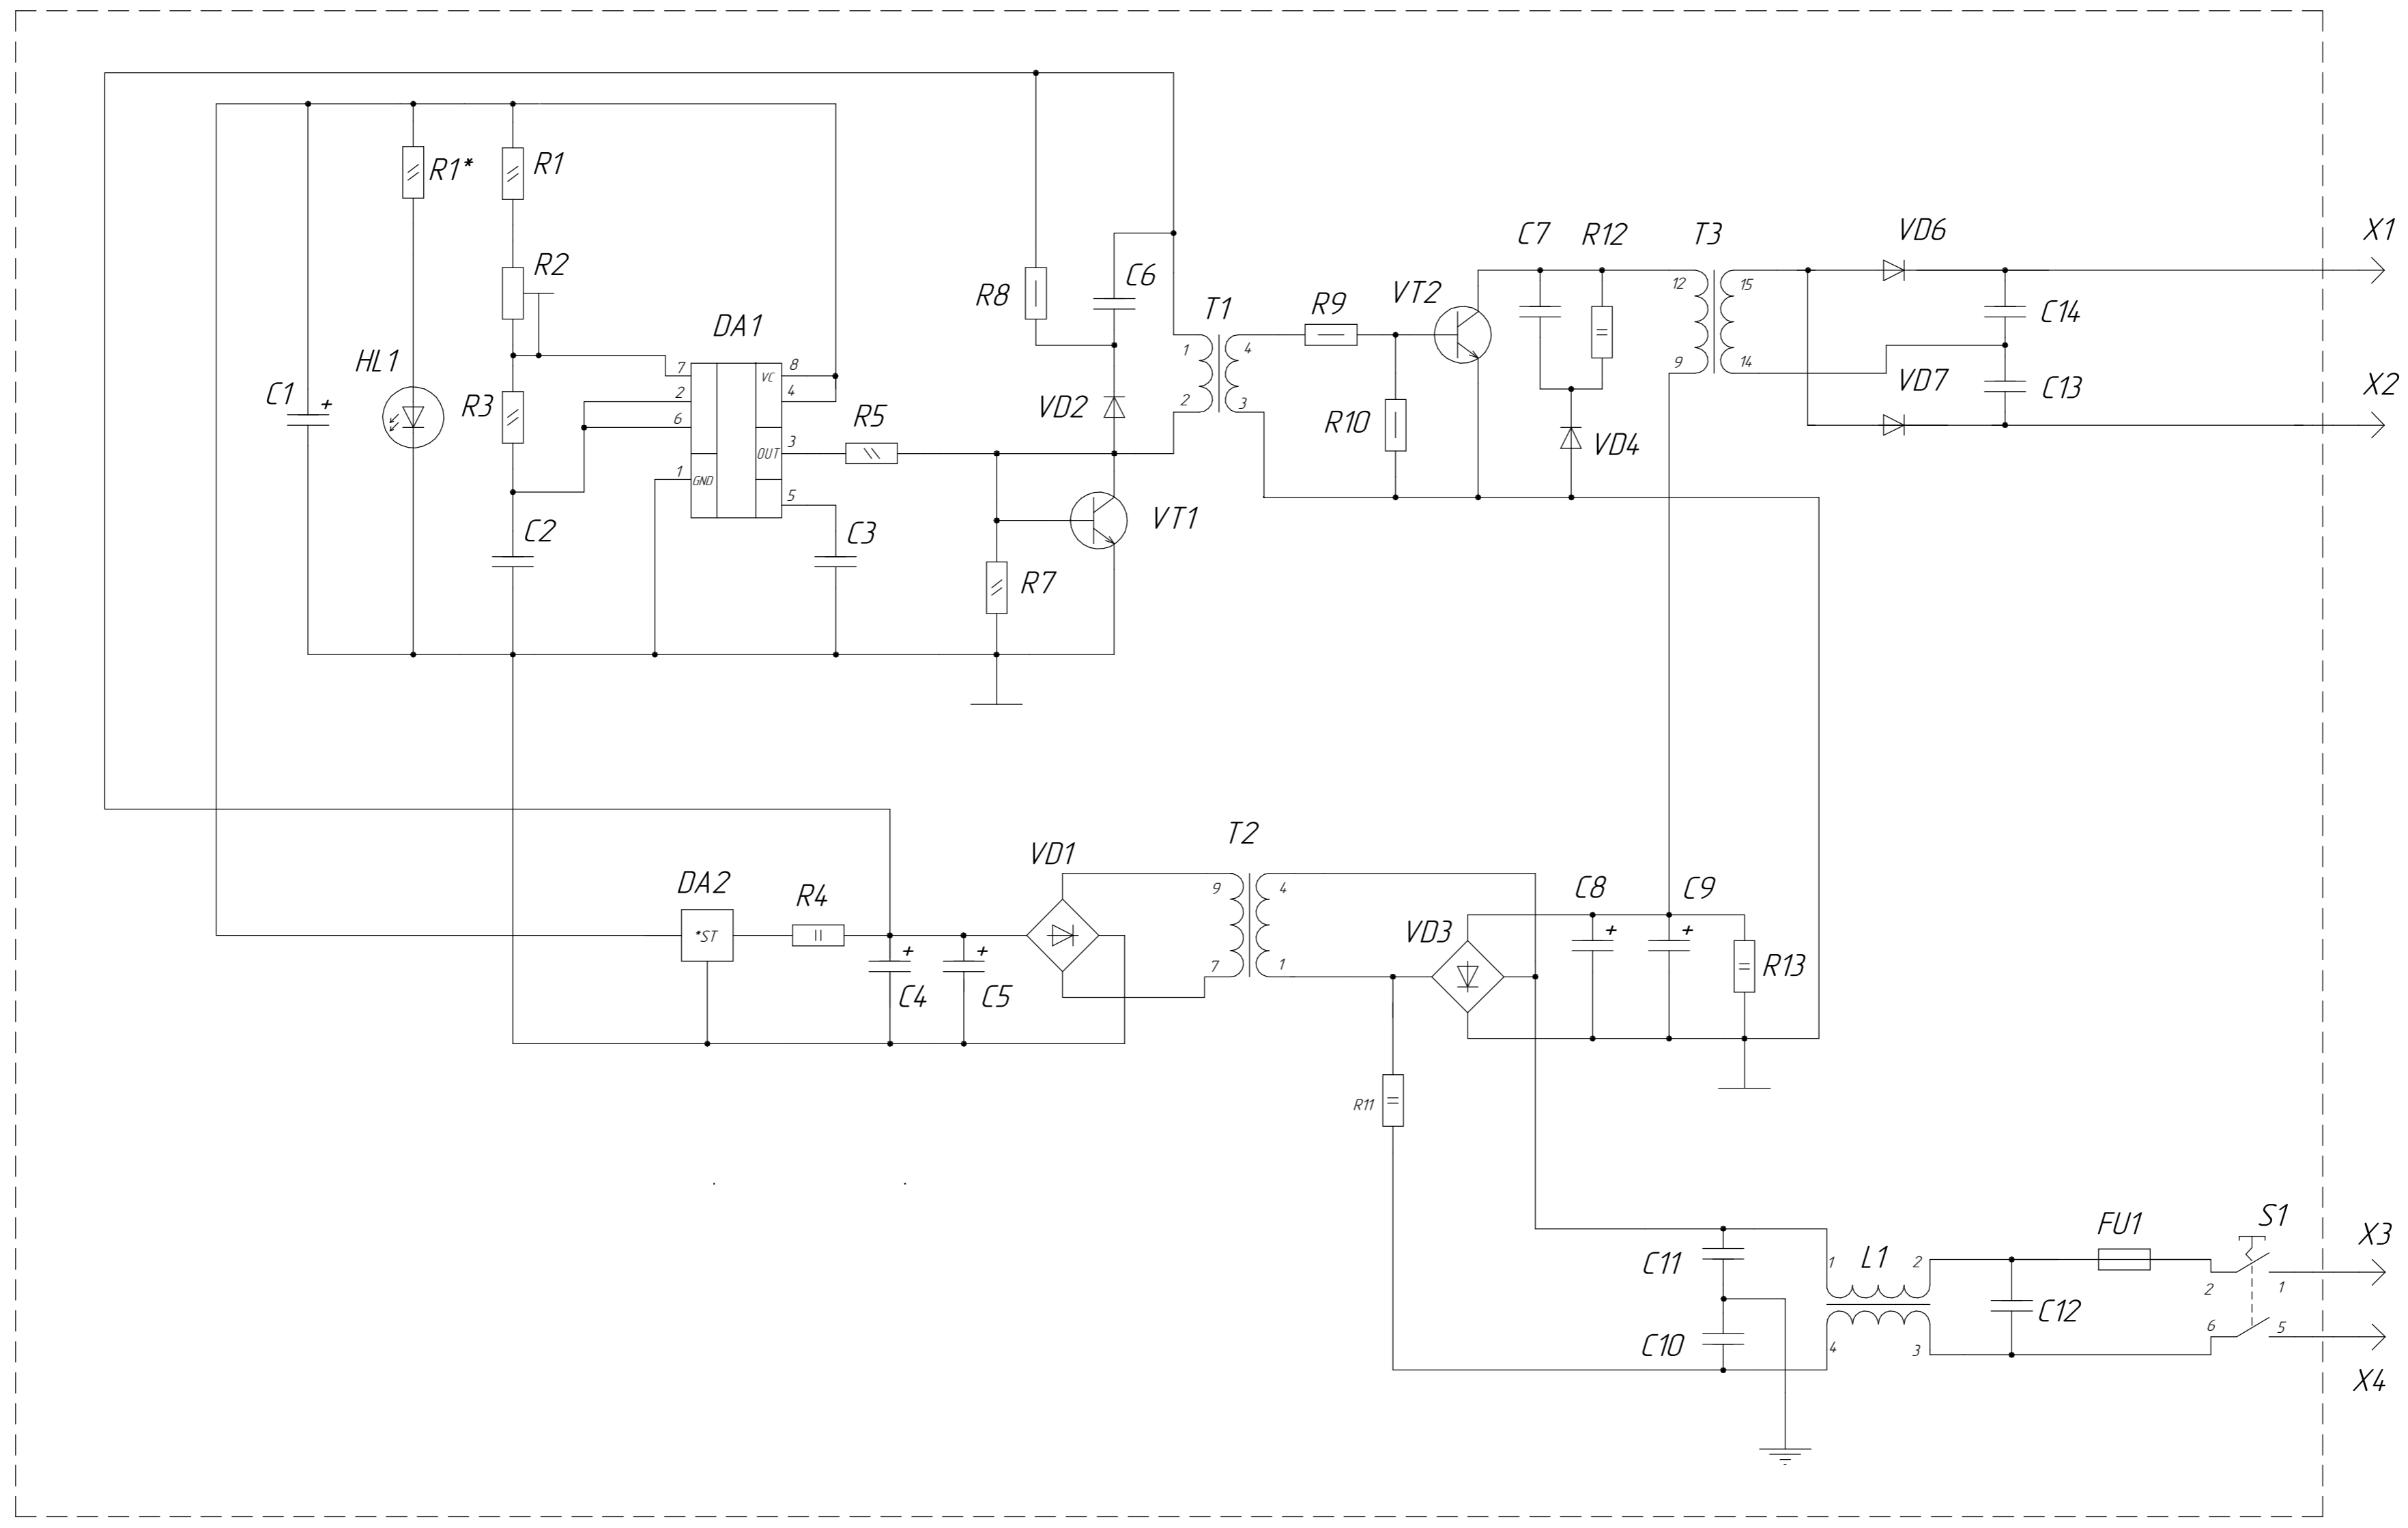 R1*
R1
R2
R3
HL1
C1
+
C2
DA1
7
2
6
1
GND
VC
8
4
OUT
3
5
C3
R5
R7
R8
C6
VD2
VT1
T1
1
2
4
3
R9
R10
VT2
C7
R12
VD4
T3
12
9
15
14
VD6
VD7
C14
C13
X1
X2
DA2
*ST
R4
+
C4
+
C5
VD1
T2
9
7
4
1
VD3
C8
+
C9
+
R13
R11
C11
C10
L1
1
2
4
3
C12
FU1
S1
2
1
6
5
X3
X4